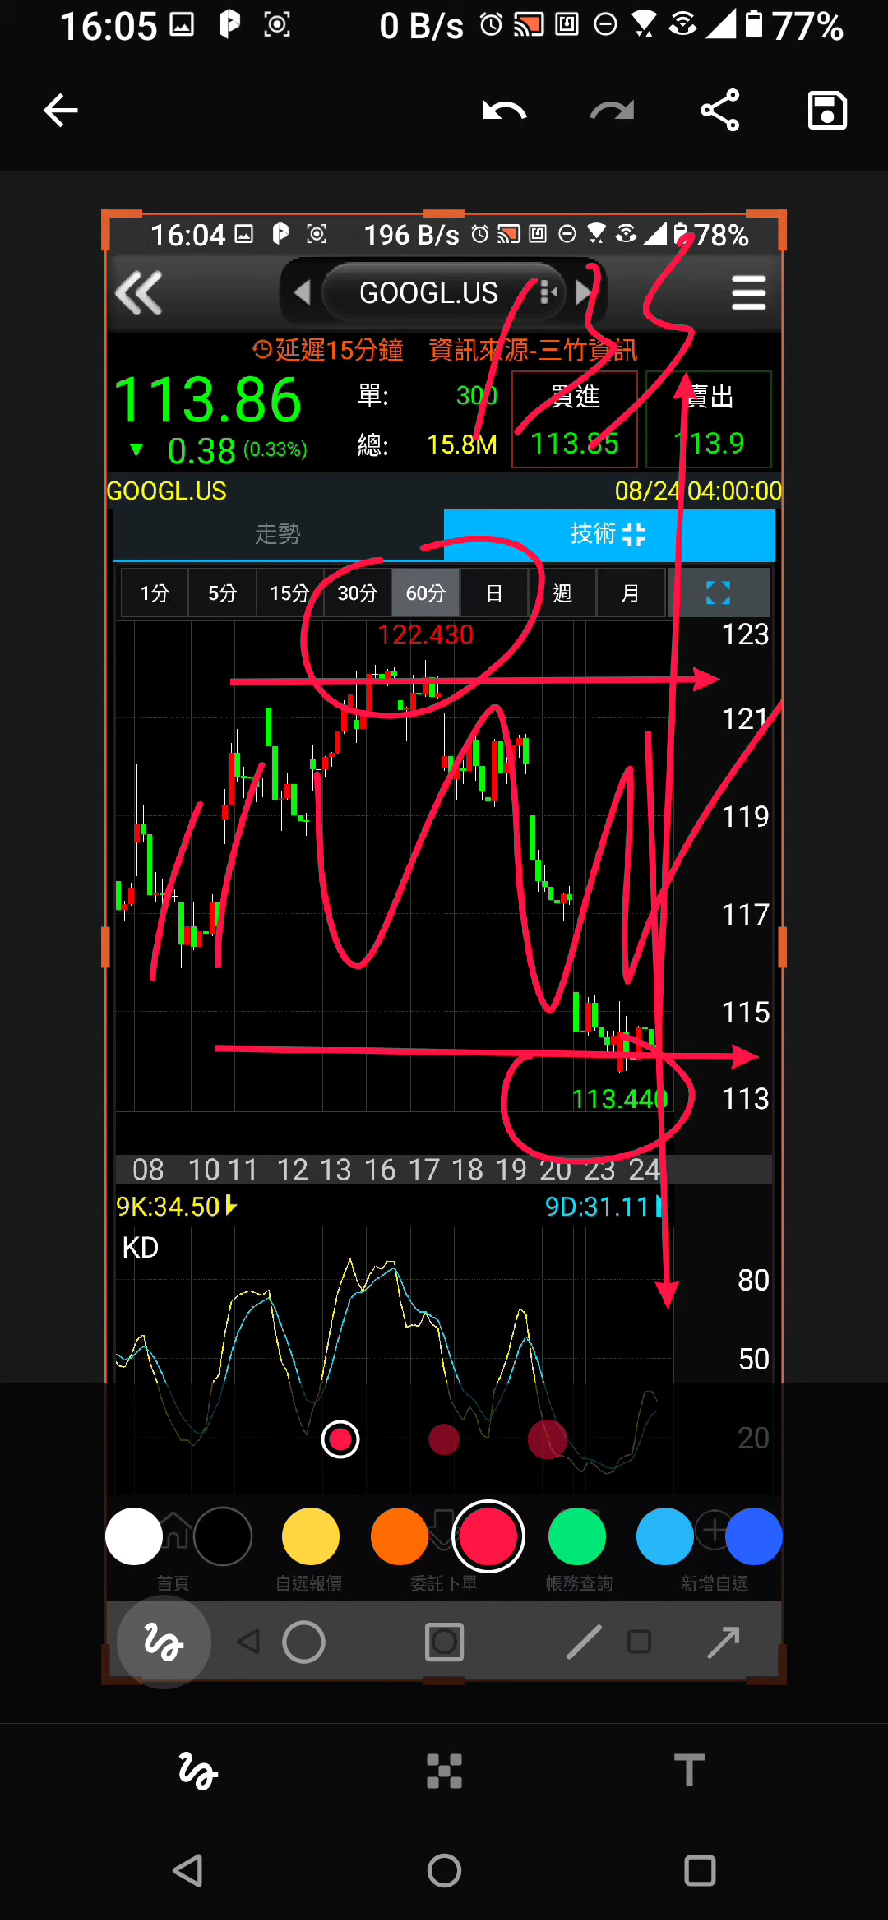 16:05 0 B/s 77%
16:04 196 B/s 78%
GOOGL.US
延遲15分鐘 資訊來源-三竹資訊
113.86 單: 300 買進 賣出
▼ 0.38 (0.33%) 總: 15.8M 113.85 113.9
GOOGL.US 08/24 04:00:00
走勢 技術
1分 5分 15分 30分 60分 日 週 月
122.430
123
121
119
117
115
113.440 113
08 10 11 12 13 16 17 18 19 20 23 24
9K:34.50 9D:31.11
KD
80
50
20
首頁 自選報價 委託下單 帳務查詢 新增自選
T